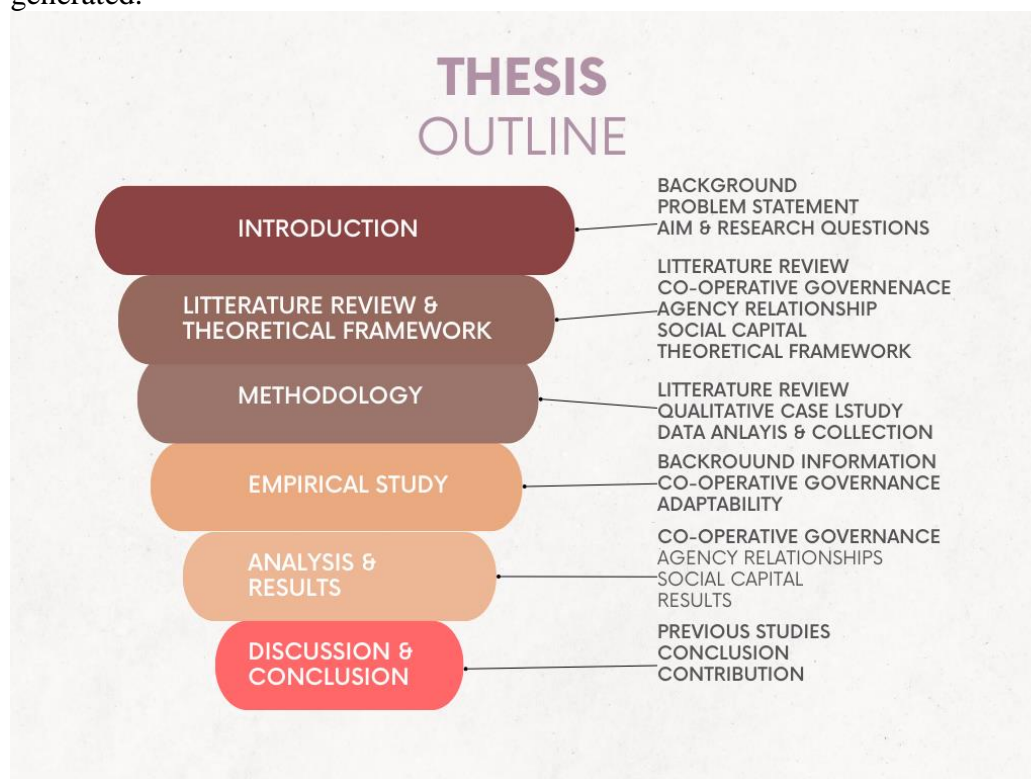 generated.
THESIS
OUTLINE
INTRODUCTION
BACKGROUND
PROBLEM STATEMENT
AIM & RESEARCH QUESTIONS
LITTERATURE REVIEW &
THEORETICAL FRAMEWORK
LITTERATURE REVIEW
CO-OPERATIVE GOVERNENACE
AGENCY RELATIONSHIP
SOCIAL CAPITAL
THEORETICAL FRAMEWORK
METHODOLOGY
LITTERATURE REVIEW
QUALITATIVE CASE LSTUDY
DATA ANLAYIS & COLLECTION
EMPIRICAL STUDY
BACKROUUND INFORMATION
CO-OPERATIVE GOVERNANCE
ADAPTABILITY
ANALYSIS &
RESULTS
CO-OPERATIVE GOVERNANCE
AGENCY RELATIONSHIPS
SOCIAL CAPITAL
RESULTS
DISCUSSION &
CONCLUSION
PREVIOUS STUDIES
CONCLUSION
CONTRIBUTION